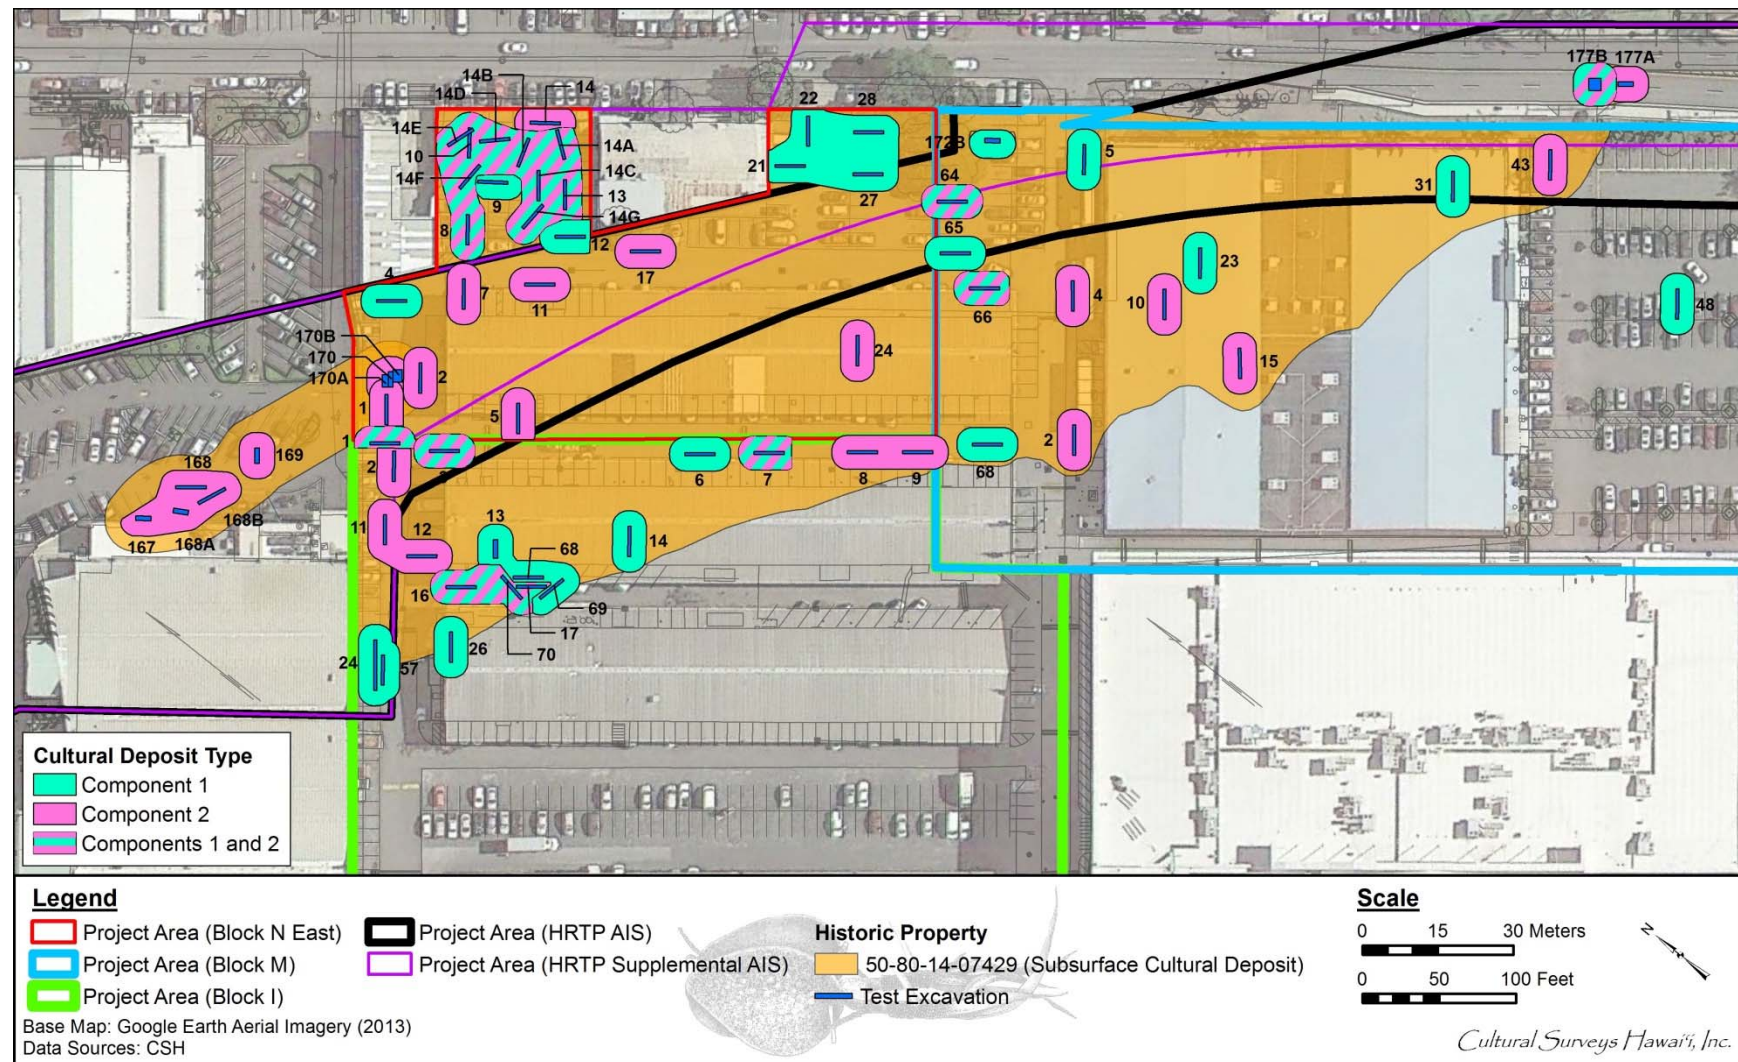 14B
14
14D
22
28
177B
177A
14E
10
14A
172B
5
43
14F
14C
21
31
9
13
27
64
14G
8
12
65
23
4
17
7
11
66
4
10
48
170B
24
15
170
2
170A
1
5
1
2
169
168
2
3
6
7
8
9
68
2
168B
11
12
13
14
68
167
168A
16
69
17
70
26
24
57
Cultural Deposit Type
Component 1
Component 2
Components 1 and 2
Legend
Project Area (Block N East)
Project Area (Block M)
Project Area (Block I)
Project Area (HRTP AIS)
Project Area (HRTP Supplemental AIS)
Historic Property
50-80-14-07429 (Subsurface Cultural Deposit)
Test Excavation
Scale
0 15 30 Meters
0 50 100 Feet
N
Base Map: Google Earth Aerial Imagery (2013)
Data Sources: CSH
Cultural Surveys Hawai‘i, Inc.